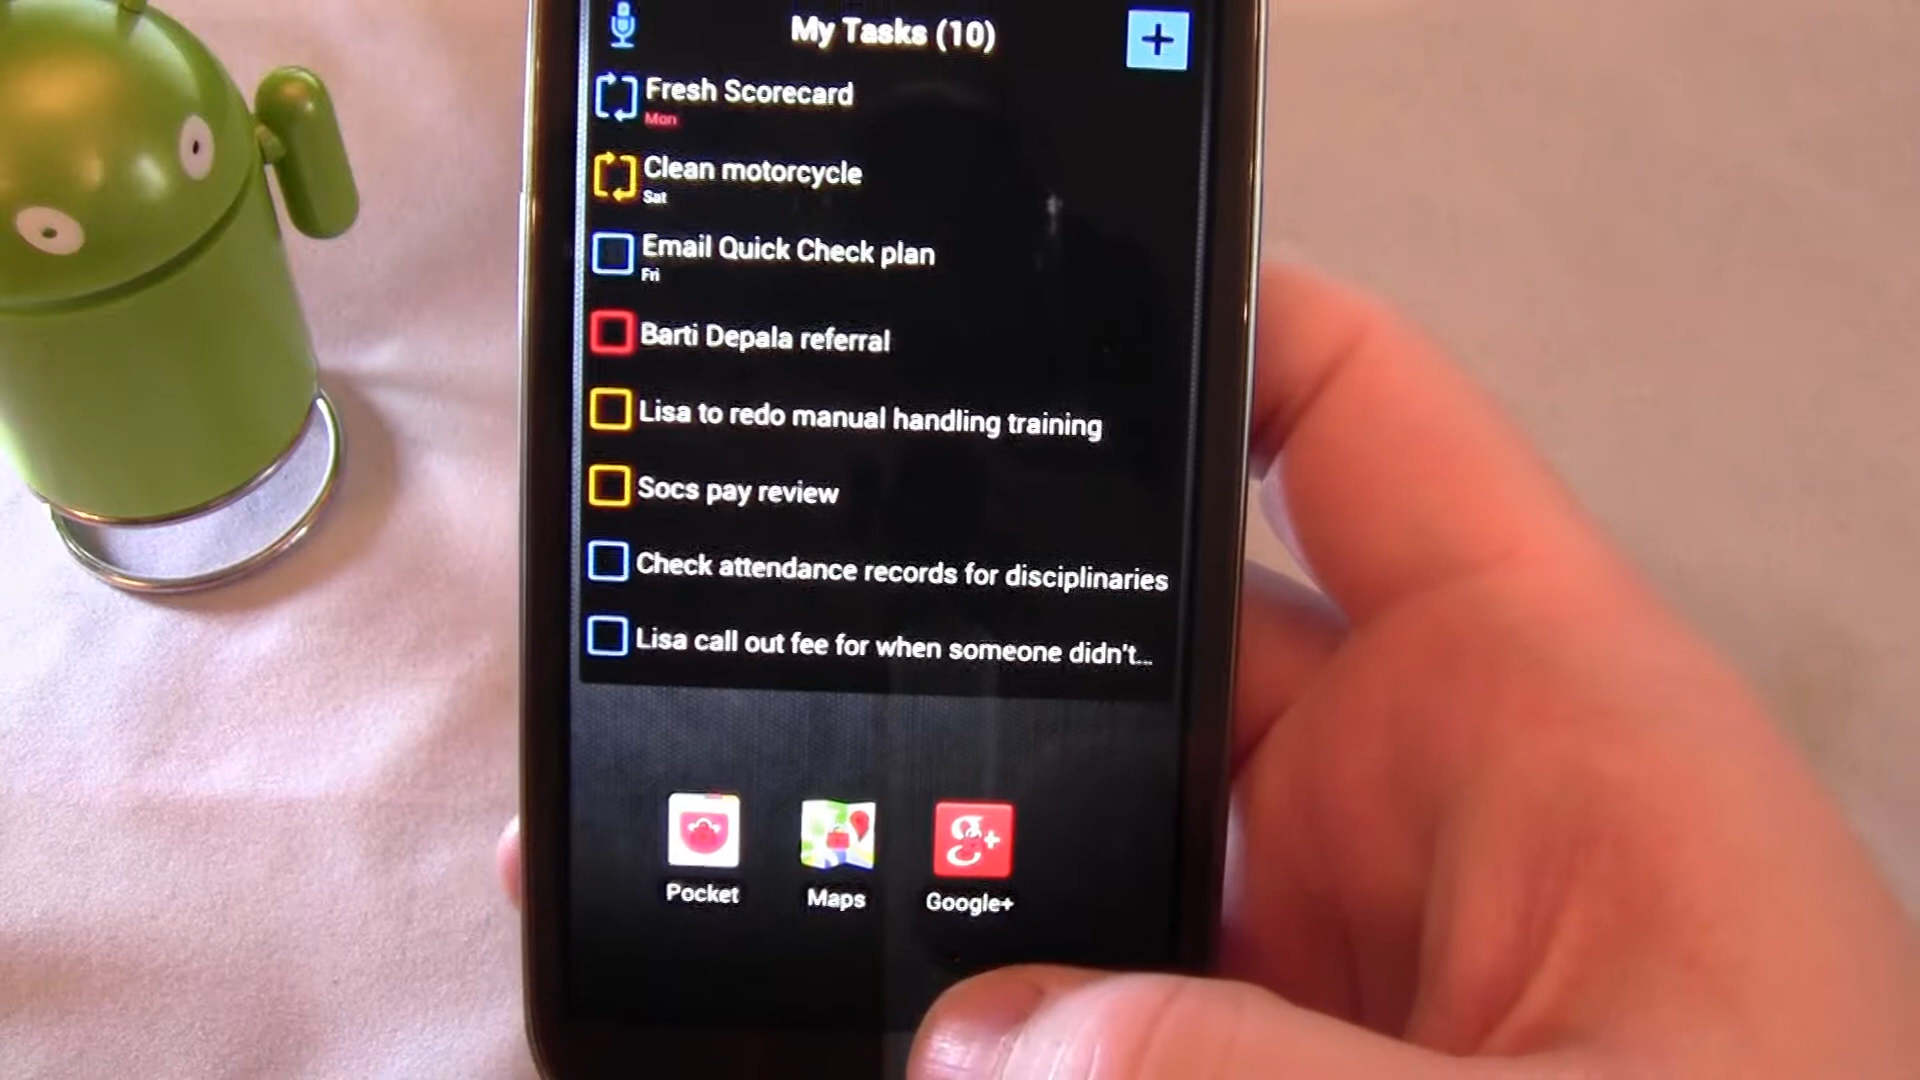 My Tasks (10)
+
Fresh Scorecard
Mon
Clean motorcycle
Sat
Email Quick Check plan
Fri
Barti Depala referral
Lisa to redo manual handling training
Socs pay review
Check attendance records for disciplinaries
Lisa call out fee for when someone didn't...
g+
Pocket
Maps
Google+